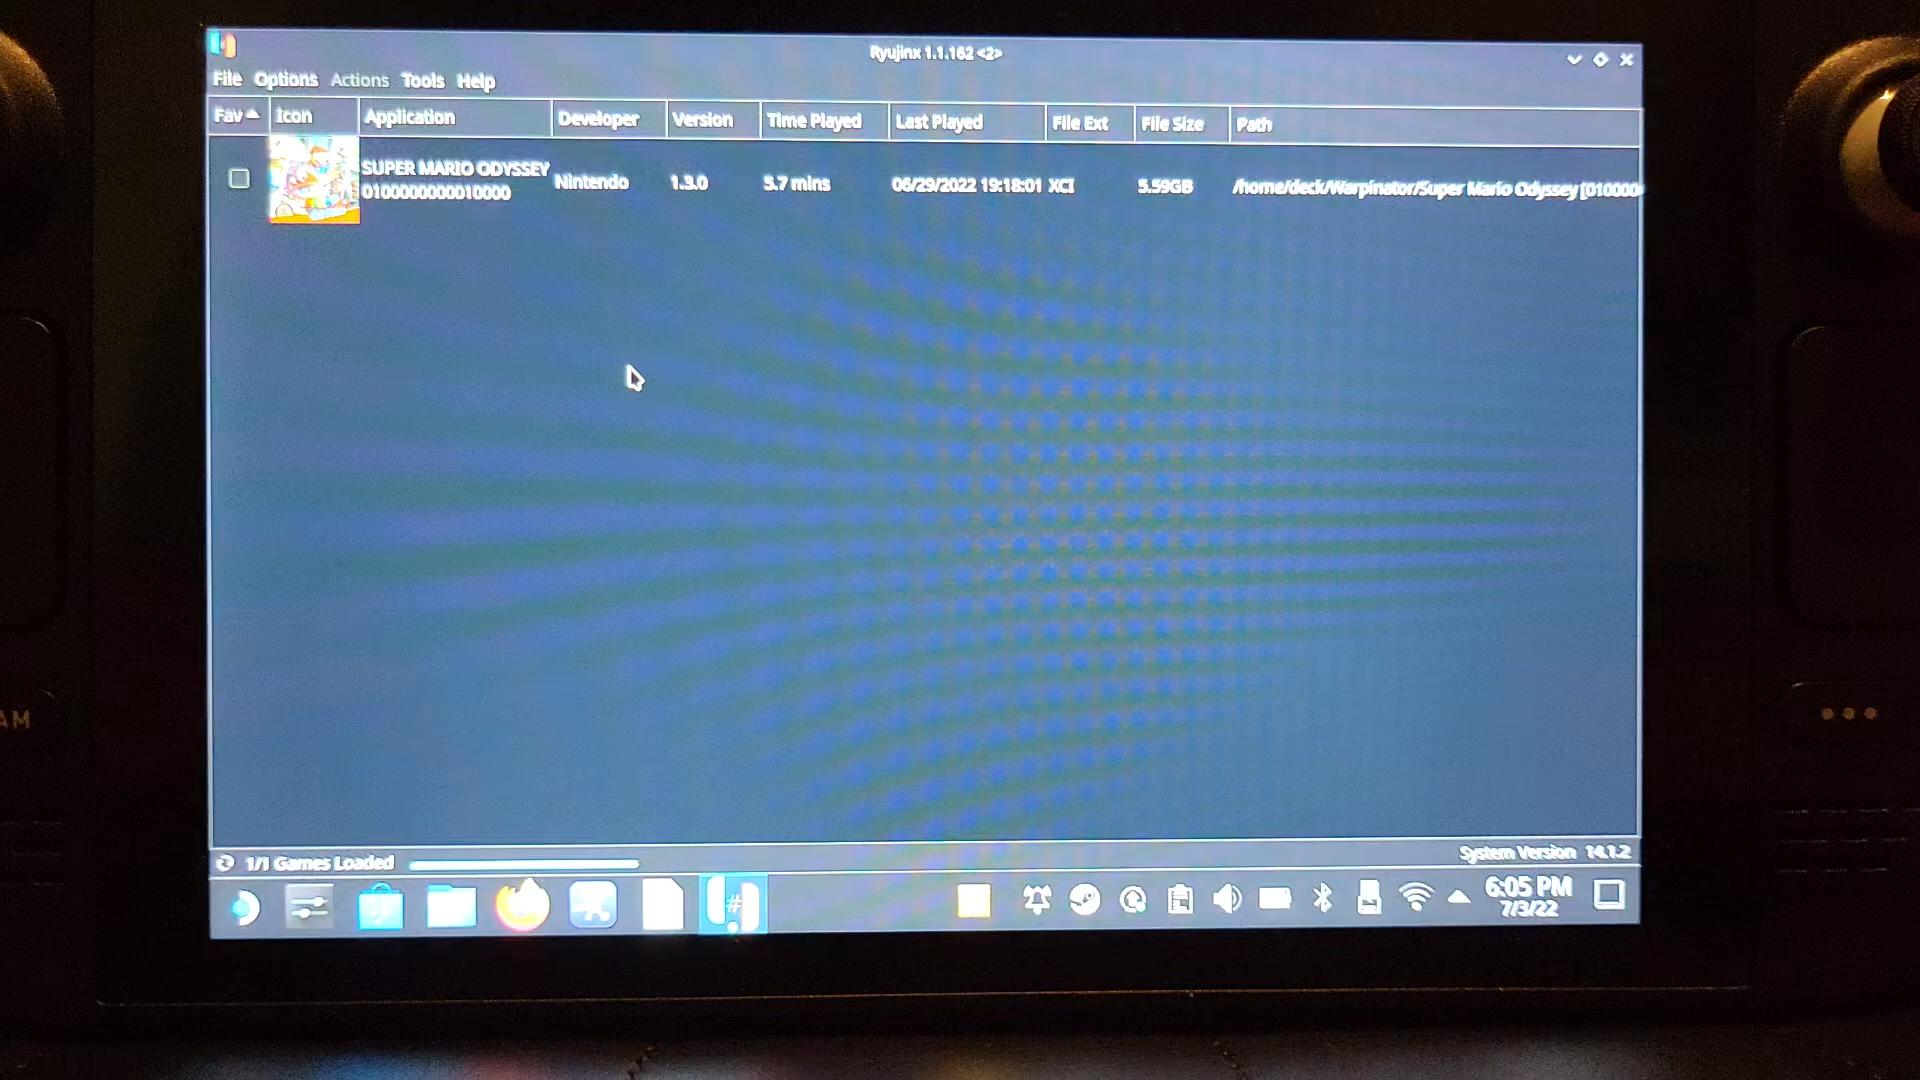 Ryujinx 1.1.162 <2>
File Options Actions Tools Help
Fav Icon Application Developer Version Time Played Last Played File Ext File Size Path
SUPER MARIO ODYSSEY
0100000000010000
Nintendo 1.3.0 5.7 mins 06/29/2022 19:18:01 XCI 5.59GB /home/deck/Warpinator/Super Mario Odyssey [010000
1/1 Games Loaded
System Version 14.1.2
6:05 PM
7/3/22
AM